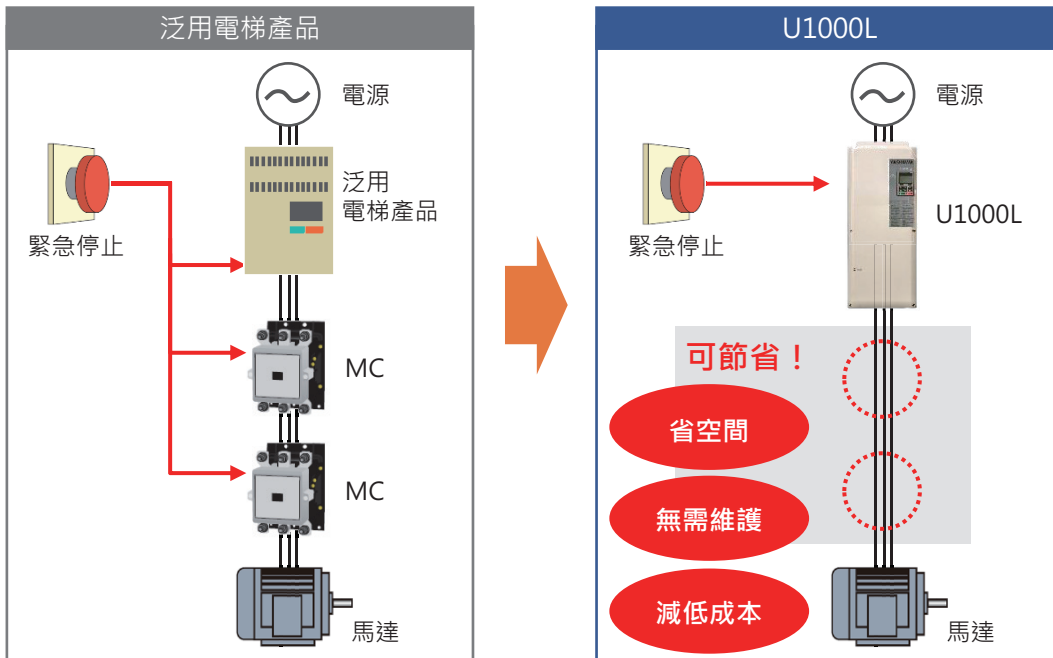 泛用電梯產品
電源
泛用
電梯產品
緊急停止
MC
MC
馬達
U1000L
電源
緊急停止
U1000L
可節省！
省空間
無需維護
減低成本
馬達